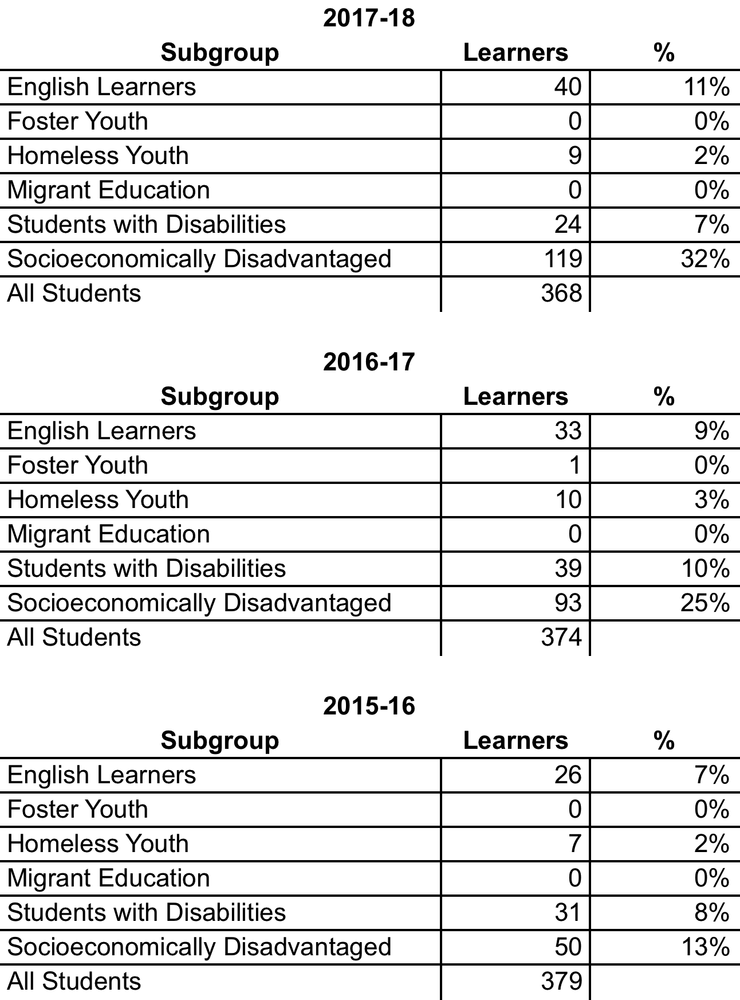 2017-18
Subgroup Learners %
English Learners 40 11%
Foster Youth 0 0%
Homeless Youth 9 2%
Migrant Education 0 0%
Students with Disabilities 24 7%
Socioeconomically Disadvantaged 119 32%
All Students 368
2016-17
Subgroup Learners %
English Learners 33 9%
Foster Youth 1 0%
Homeless Youth 10 3%
Migrant Education 0 0%
Students with Disabilities 39 10%
Socioeconomically Disadvantaged 93 25%
All Students 374
2015-16
Subgroup Learners %
English Learners 26 7%
Foster Youth 0 0%
Homeless Youth 7 2%
Migrant Education 0 0%
Students with Disabilities 31 8%
Socioeconomically Disadvantaged 50 13%
All Students 379